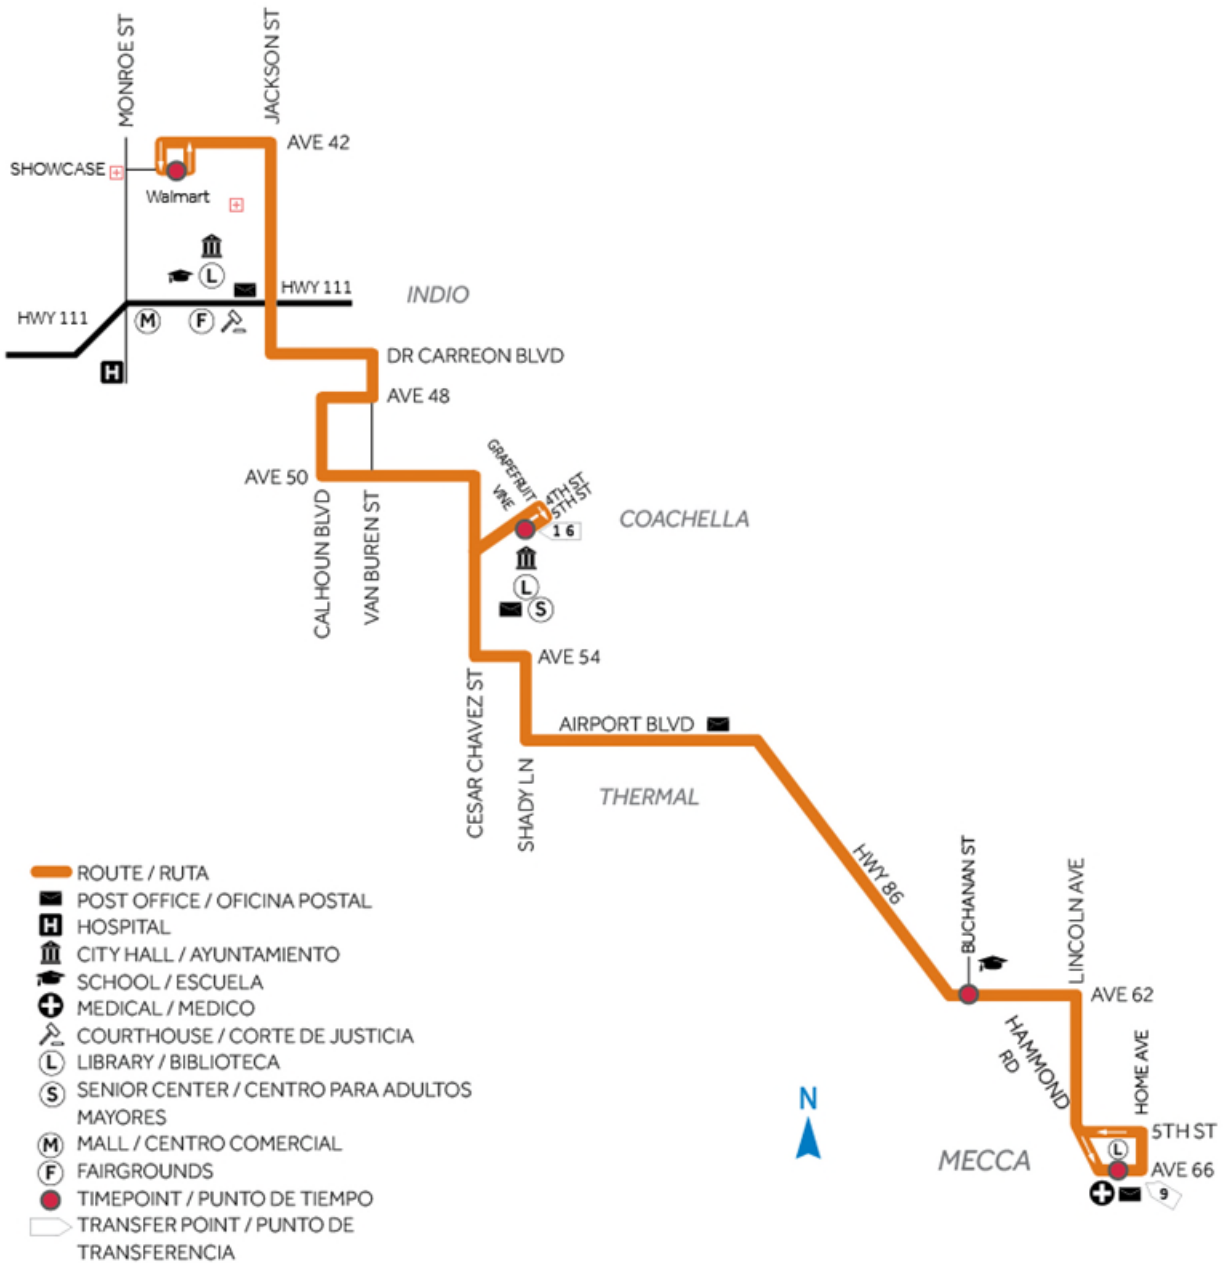 MONROE ST
JACKSON ST
AVE 42
SHOWCASE
Walmart
L
HWY 111
INDIO
HWY 111
M
F
H
DR CARREON BLVD
AVE 48
AVE 50
GRAPEFRUIT
VINE
4TH ST
5TH ST
1 6
COACHELLA
CALHOUN BLVD
VAN BUREN ST
L
S
AVE 54
CESAR CHAVEZ ST
AIRPORT BLVD
SHADY LN
THERMAL
HWY 86
BUCHANAN ST
LINCOLN AVE
AVE 62
HAMMOND
RD
HOME AVE
5TH ST
L
AVE 66
9
MECCA
N
ROUTE / RUTA
POST OFFICE / OFICINA POSTAL
H HOSPITAL
CITY HALL / AYUNTAMIENTO
SCHOOL / ESCUELA
MEDICAL / MEDICO
COURTHOUSE / CORTE DE JUSTICIA
L LIBRARY / BIBLIOTECA
S SENIOR CENTER / CENTRO PARA ADULTOS
MAYORES
M MALL / CENTRO COMERCIAL
F FAIRGROUNDS
TIMEPOINT / PUNTO DE TIEMPO
TRANSFER POINT / PUNTO DE
TRANSFERENCIA